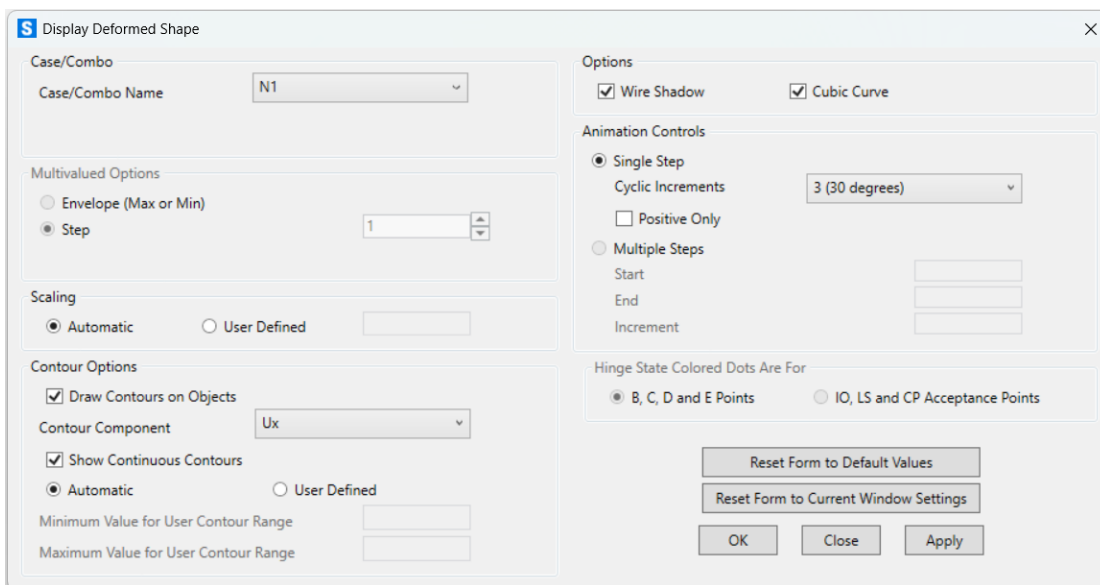 S Display Deformed Shape
Case/Combo
Case/Combo Name N1
Multivalued Options
Envelope (Max or Min)
Step 1
Scaling
Automatic User Defined
Contour Options
Draw Contours on Objects
Contour Component Ux
Show Continuous Contours
Automatic User Defined
Minimum Value for User Contour Range
Maximum Value for User Contour Range
Options
Wire Shadow Cubic Curve
Animation Controls
Single Step
Cyclic Increments 3 (30 degrees)
Positive Only
Multiple Steps
Start
End
Increment
Hinge State Colored Dots Are For
B, C, D and E Points IO, LS and CP Acceptance Points
Reset Form to Default Values
Reset Form to Current Window Settings
OK Close Apply